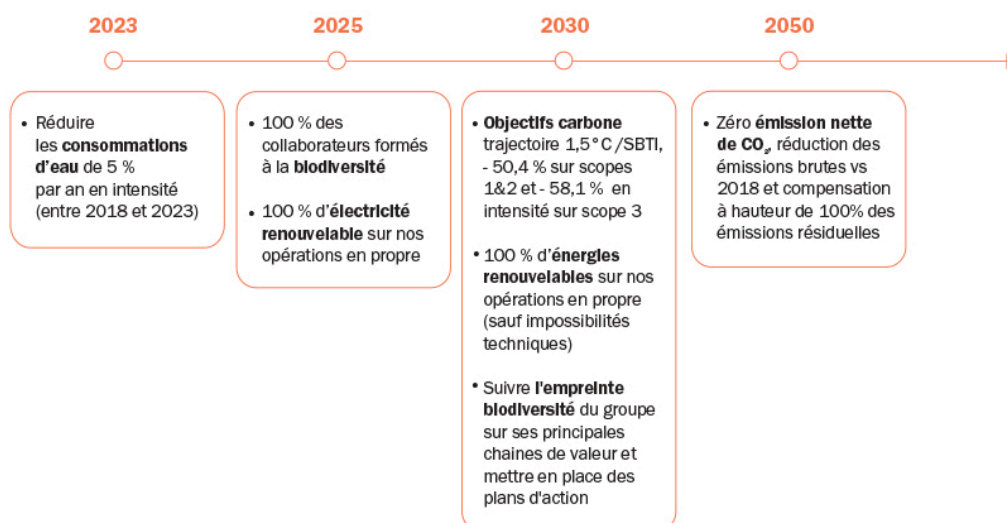 2023
2025
2030
2050
• Réduire
les consommations
d'eau de 5 %
par an en intensité
(entre 2018 et 2023)
• 100 % des
collaborateurs formés
à la biodiversité
• 100 % d'électricité
renouvelable sur nos
opérations en propre
• Objectifs carbone
trajectoire 1,5°C /SBTI,
- 50,4 % sur scopes
1&2 et - 58,1 % en
intensité sur scope 3
• 100 % d'énergies
renouvelables sur nos
opérations en propre
(sauf impossibilités
techniques)
• Suivre l'empreinte
biodiversité du groupe
sur ses principales
chaines de valeur et
mettre en place des
plans d'action
• Zéro émission nette
de CO₂, réduction des
émissions brutes vs
2018 et compensation
à hauteur de 100% des
émissions résiduelles